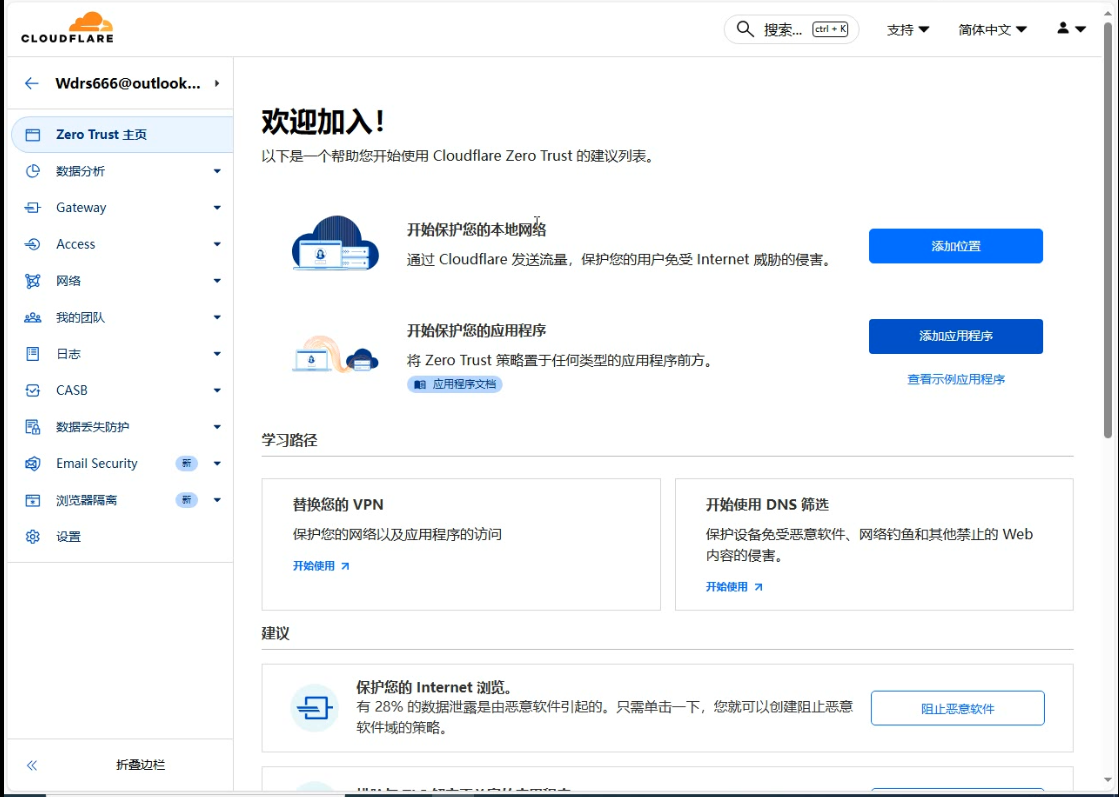 CLOUDFLARE
搜索... ctrl + K
支持
简体中文
Wdrs666@outlook...
Zero Trust 主页
数据分析
Gateway
Access
网络
我的团队
日志
CASB
数据丢失防护
Email Security 新
浏览器隔离 新
设置
折叠边栏
欢迎加入！
以下是一个帮助您开始使用 Cloudflare Zero Trust 的建议列表。
开始保护您的本地网络
通过 Cloudflare 发送流量，保护您的用户免受 Internet 威胁的侵害。
添加位置
开始保护您的应用程序
将 Zero Trust 策略置于任何类型的应用程序前方。
应用程序文档
添加应用程序
查看示例应用程序
学习路径
替换您的 VPN
保护您的网络以及应用程序的访问
开始使用
开始使用 DNS 筛选
保护设备免受恶意软件、网络钓鱼和其他禁止的 Web
内容的侵害。
开始使用
建议
保护您的 Internet 浏览。
有 28% 的数据泄露是由恶意软件引起的。只需单击一下，您就可以创建阻止恶意
软件域的策略。
阻止恶意软件